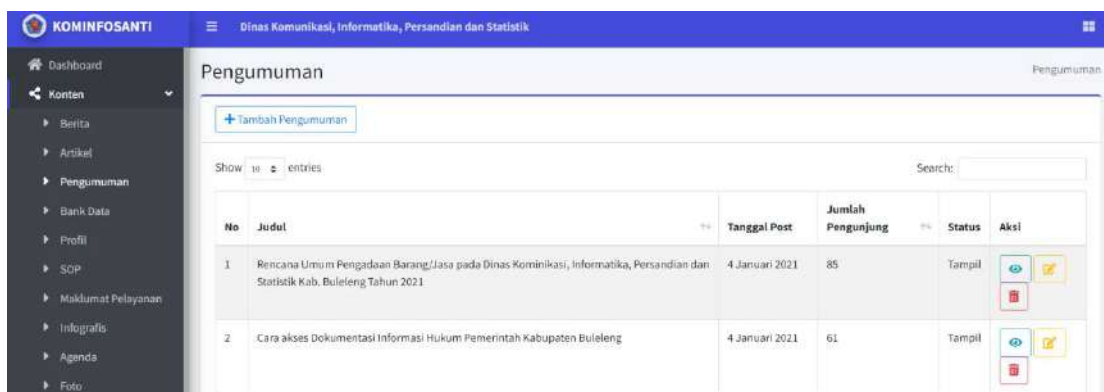 KOMINFOSANTI
Dinas Komunikasi, Informatika, Persandian dan Statistik
Dashboard
Konten
Berita
Artikel
Pengumuman
Bank Data
Profil
SOP
Maklumat Pelayanan
Infografis
Agenda
Foto
Pengumuman
Pengumuman
Tambah Pengumuman
Show 10 entries
Search:
No Judul Tanggal Post Jumlah Pengunjung Status Aksi
1 Rencana Umum Pengadaan Barang/Jasa pada Dinas Kominikasi, Informatika, Persandian dan 4 Januari 2021 85 Tampil
Statistik Kab. Buleleng Tahun 2021
2 Cara akses Dokumentasi Informasi Hukum Pemerintah Kabupaten Buleleng 4 Januari 2021 61 Tampil